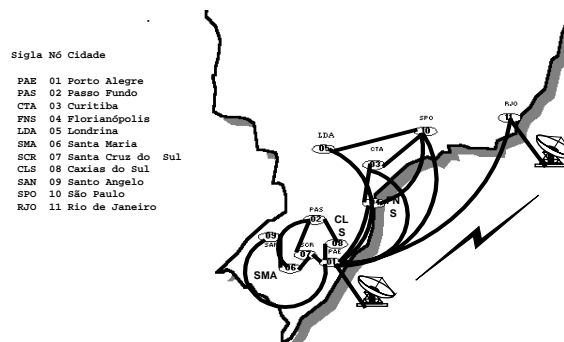 Sigla Nó Cidade
PAE 01 Porto Alegre
PAS 02 Passo Fundo
CTA 03 Curitiba
FNS 04 Florianópolis
LDA 05 Londrina
SMA 06 Santa Maria
SCR 07 Santa Cruz do Sul
CLS 08 Caxias do Sul
SAN 09 Santo Angelo
SPO 10 São Paulo
RJO 11 Rio de Janeiro
RJO
11
SPO
10
LDA
05
CTA
03
FN
S
PAS
02
CL
S
09
SAN
SCR
08
07
PAE
01
06
SMA